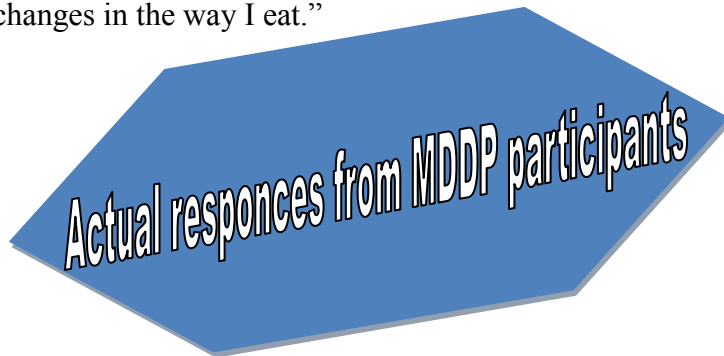 changes in the way I eat.”
Actual responces from MDDP participants